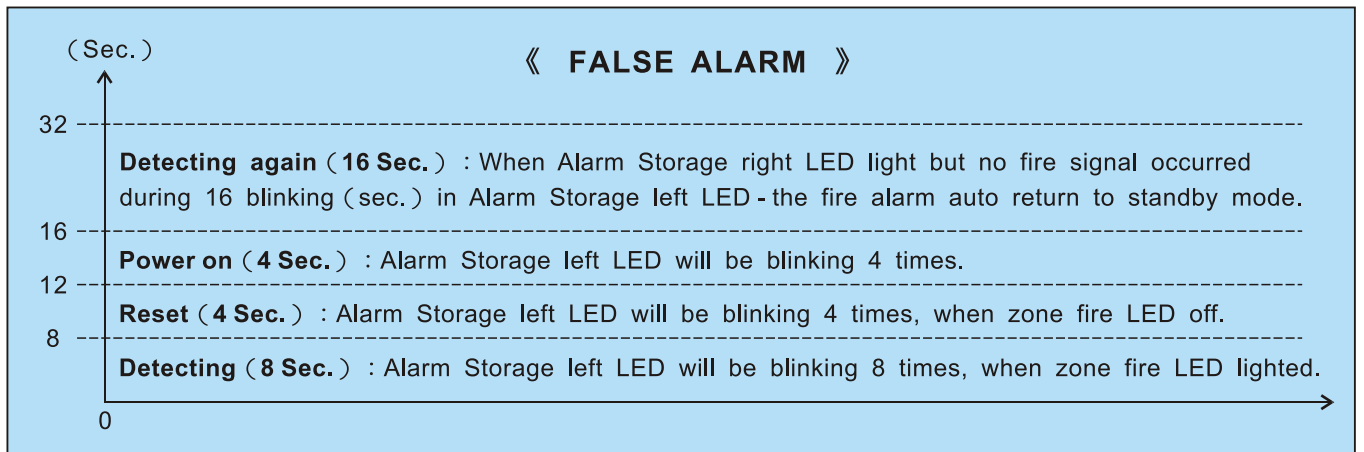 (Sec.)
《 FALSE ALARM 》
32
Detecting again (16 Sec.) : When Alarm Storage right LED light but no fire signal occurred
during 16 blinking (sec.) in Alarm Storage left LED - the fire alarm auto return to standby mode.
16
Power on (4 Sec.) : Alarm Storage left LED will be blinking 4 times.
12
Reset (4 Sec.) : Alarm Storage left LED will be blinking 4 times, when zone fire LED off.
8
Detecting (8 Sec.) : Alarm Storage left LED will be blinking 8 times, when zone fire LED lighted.
0